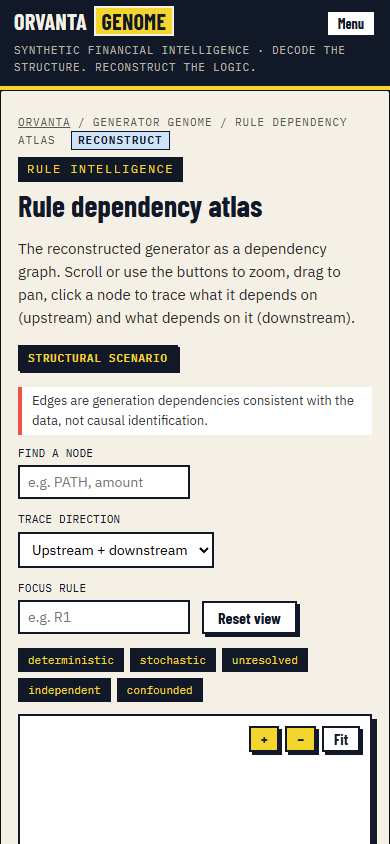 ORVANTA GENOME
Menu
SYNTHETIC FINANCIAL INTELLIGENCE · DECODE THE
STRUCTURE. RECONSTRUCT THE LOGIC.
ORVANTA / GENERATOR GENOME / RULE DEPENDENCY
ATLAS RECONSTRUCT
RULE INTELLIGENCE
Rule dependency atlas
The reconstructed generator as a dependency
graph. Scroll or use the buttons to zoom, drag to
pan, click a node to trace what it depends on
(upstream) and what depends on it (downstream).
STRUCTURAL SCENARIO
Edges are generation dependencies consistent with the
data, not causal identification.
FIND A NODE
e.g. PATH, amount
TRACE DIRECTION
Upstream + downstream
FOCUS RULE
e.g. R1
Reset view
deterministic stochastic unresolved
independent confounded
+ − Fit